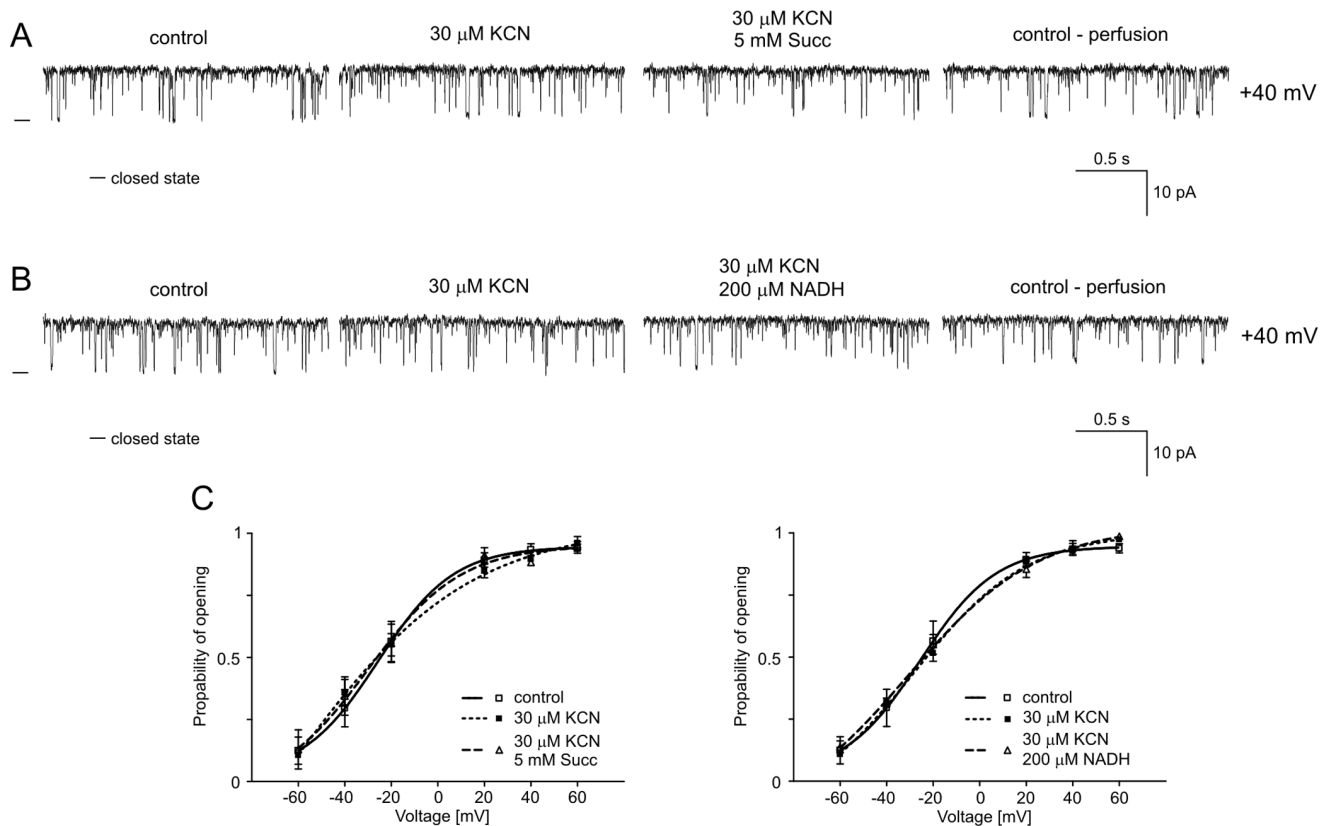 A
control
30 μM KCN
30 μM KCN
5 mM Succ
control - perfusion
+40 mV
— closed state
0.5 s
10 pA
B
control
30 μM KCN
30 μM KCN
200 μM NADH
control - perfusion
+40 mV
— closed state
0.5 s
10 pA
C
Propability of opening
1
0.5
0
-60 -40 -20 0 20 40 60
Voltage [mV]
control
30 μM KCN
30 μM KCN
5 mM Succ
Propability of opening
1
0.5
0
-60 -40 -20 0 20 40 60
Voltage [mV]
control
30 μM KCN
30 μM KCN
200 μM NADH